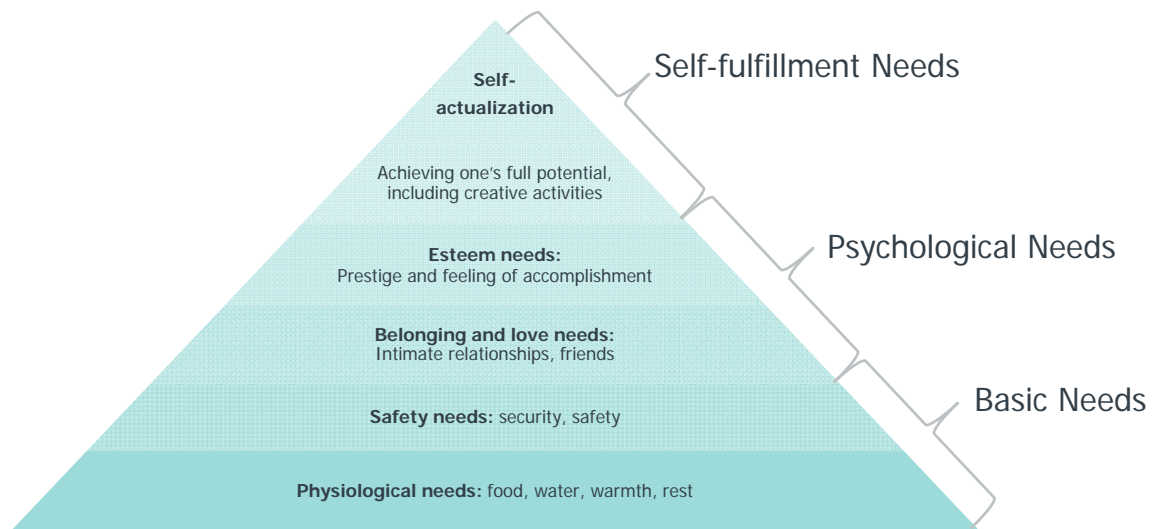 Self-fulfillment Needs
Self-
actualization
Achieving one's full potential,
including creative activities
Psychological Needs
Esteem needs:
Prestige and feeling of accomplishment
Belonging and love needs:
Intimate relationships, friends
Basic Needs
Safety needs: security, safety
Physiological needs: food, water, warmth, rest